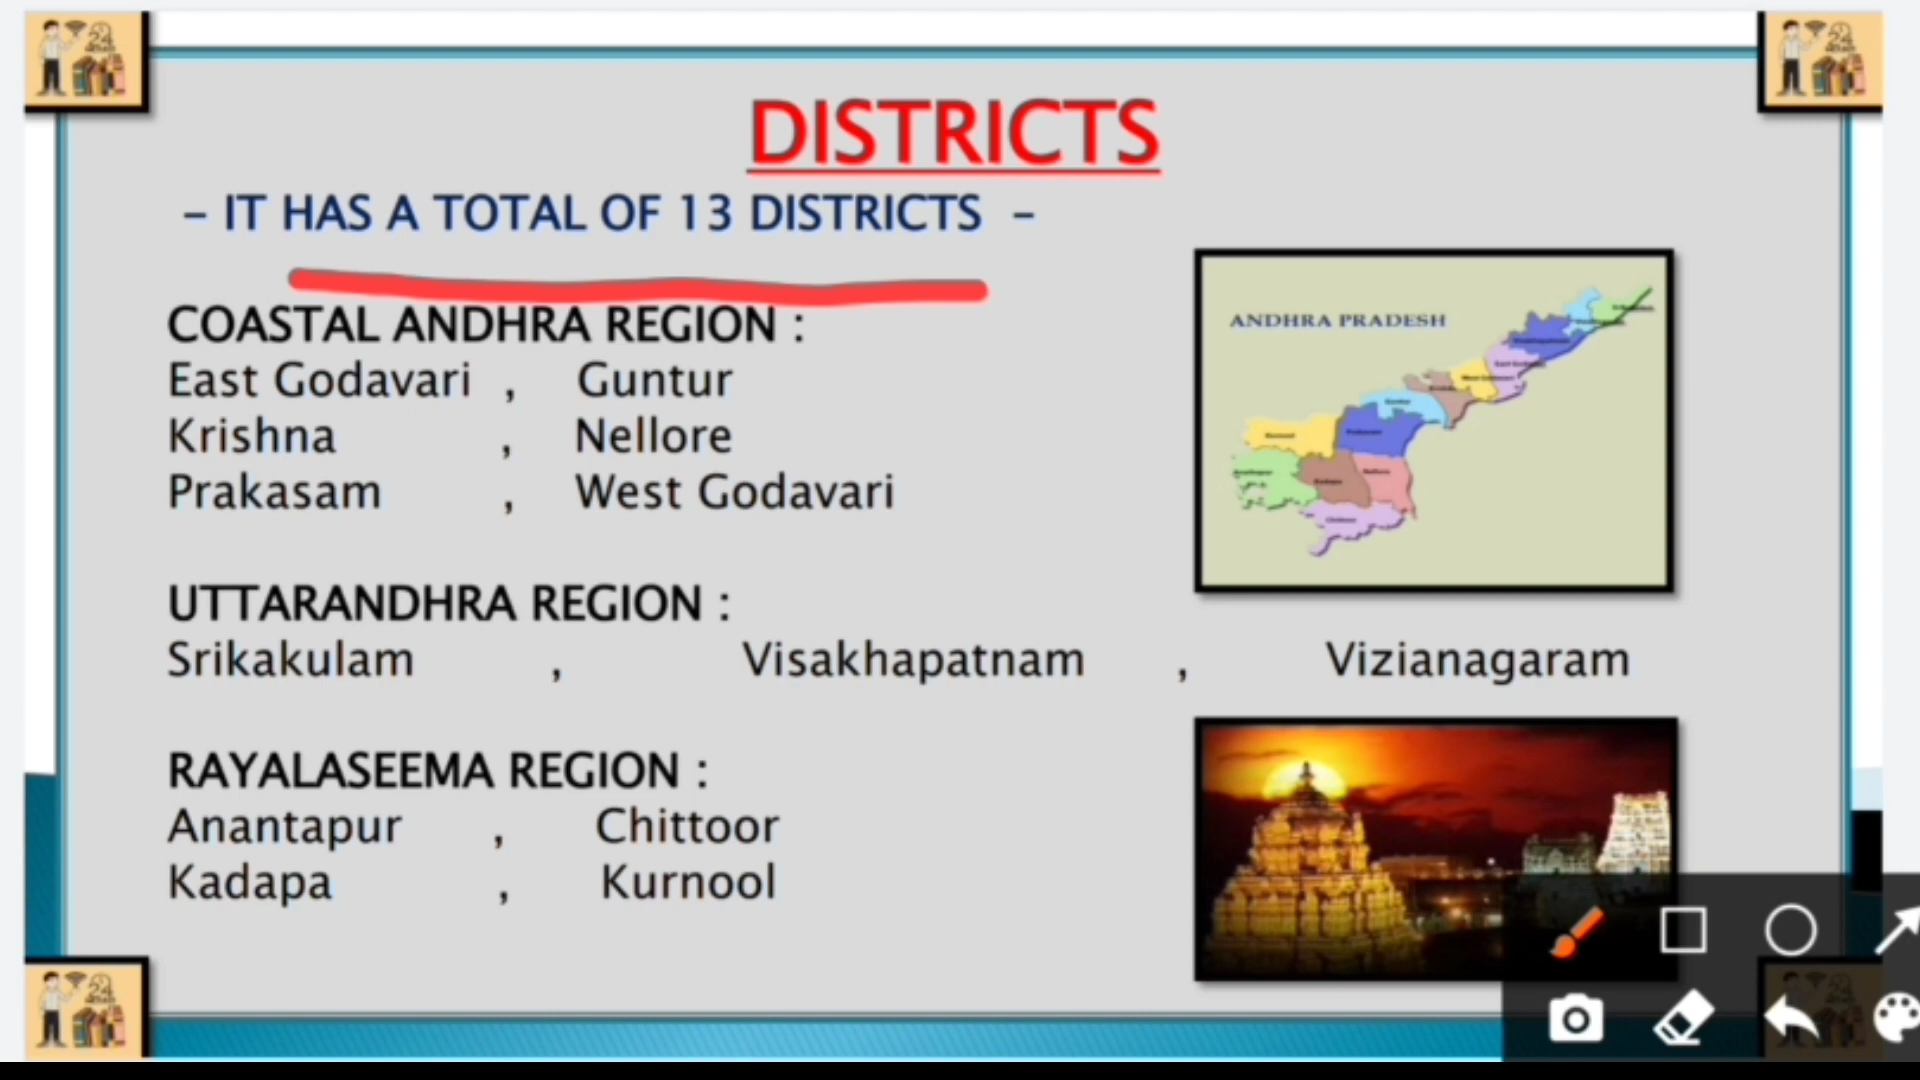 DISTRICTS
– IT HAS A TOTAL OF 13 DISTRICTS –
COASTAL ANDHRA REGION :
East Godavari , Guntur
Krishna , Nellore
Prakasam , West Godavari
ANDHRA PRADESH
UTTARANDHRA REGION :
Srikakulam , Visakhapatnam , Vizianagaram
RAYALASEEMA REGION :
Anantapur , Chittoor
Kadapa , Kurnool